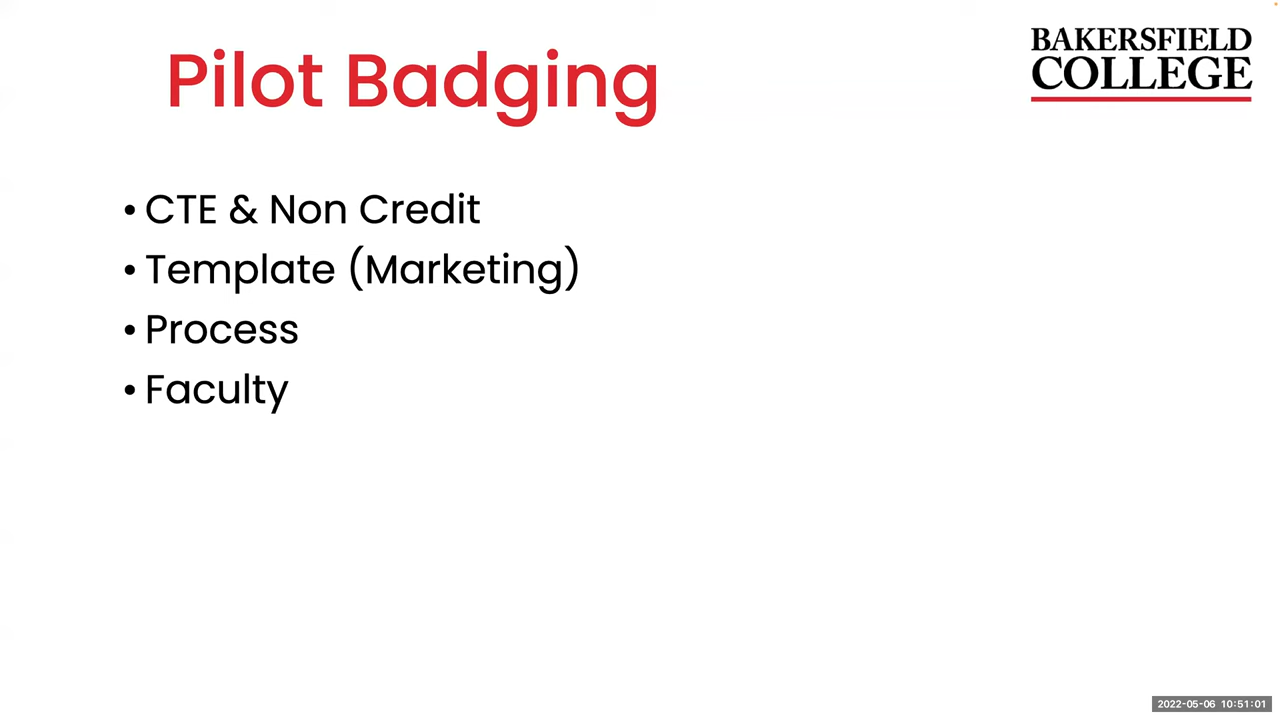 Pilot Badging
BAKERSFIELD
COLLEGE
• CTE & Non Credit
• Template (Marketing)
• Process
• Faculty
2022-05-06 10:51:01